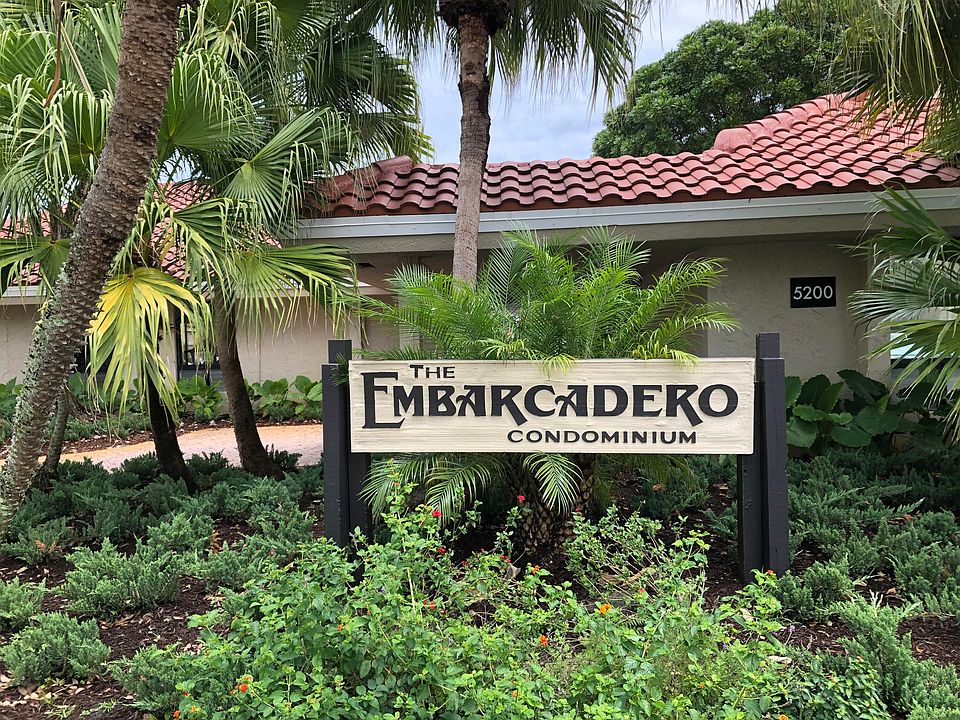 5200
THE
EMBARCADERO
CONDOMINIUM